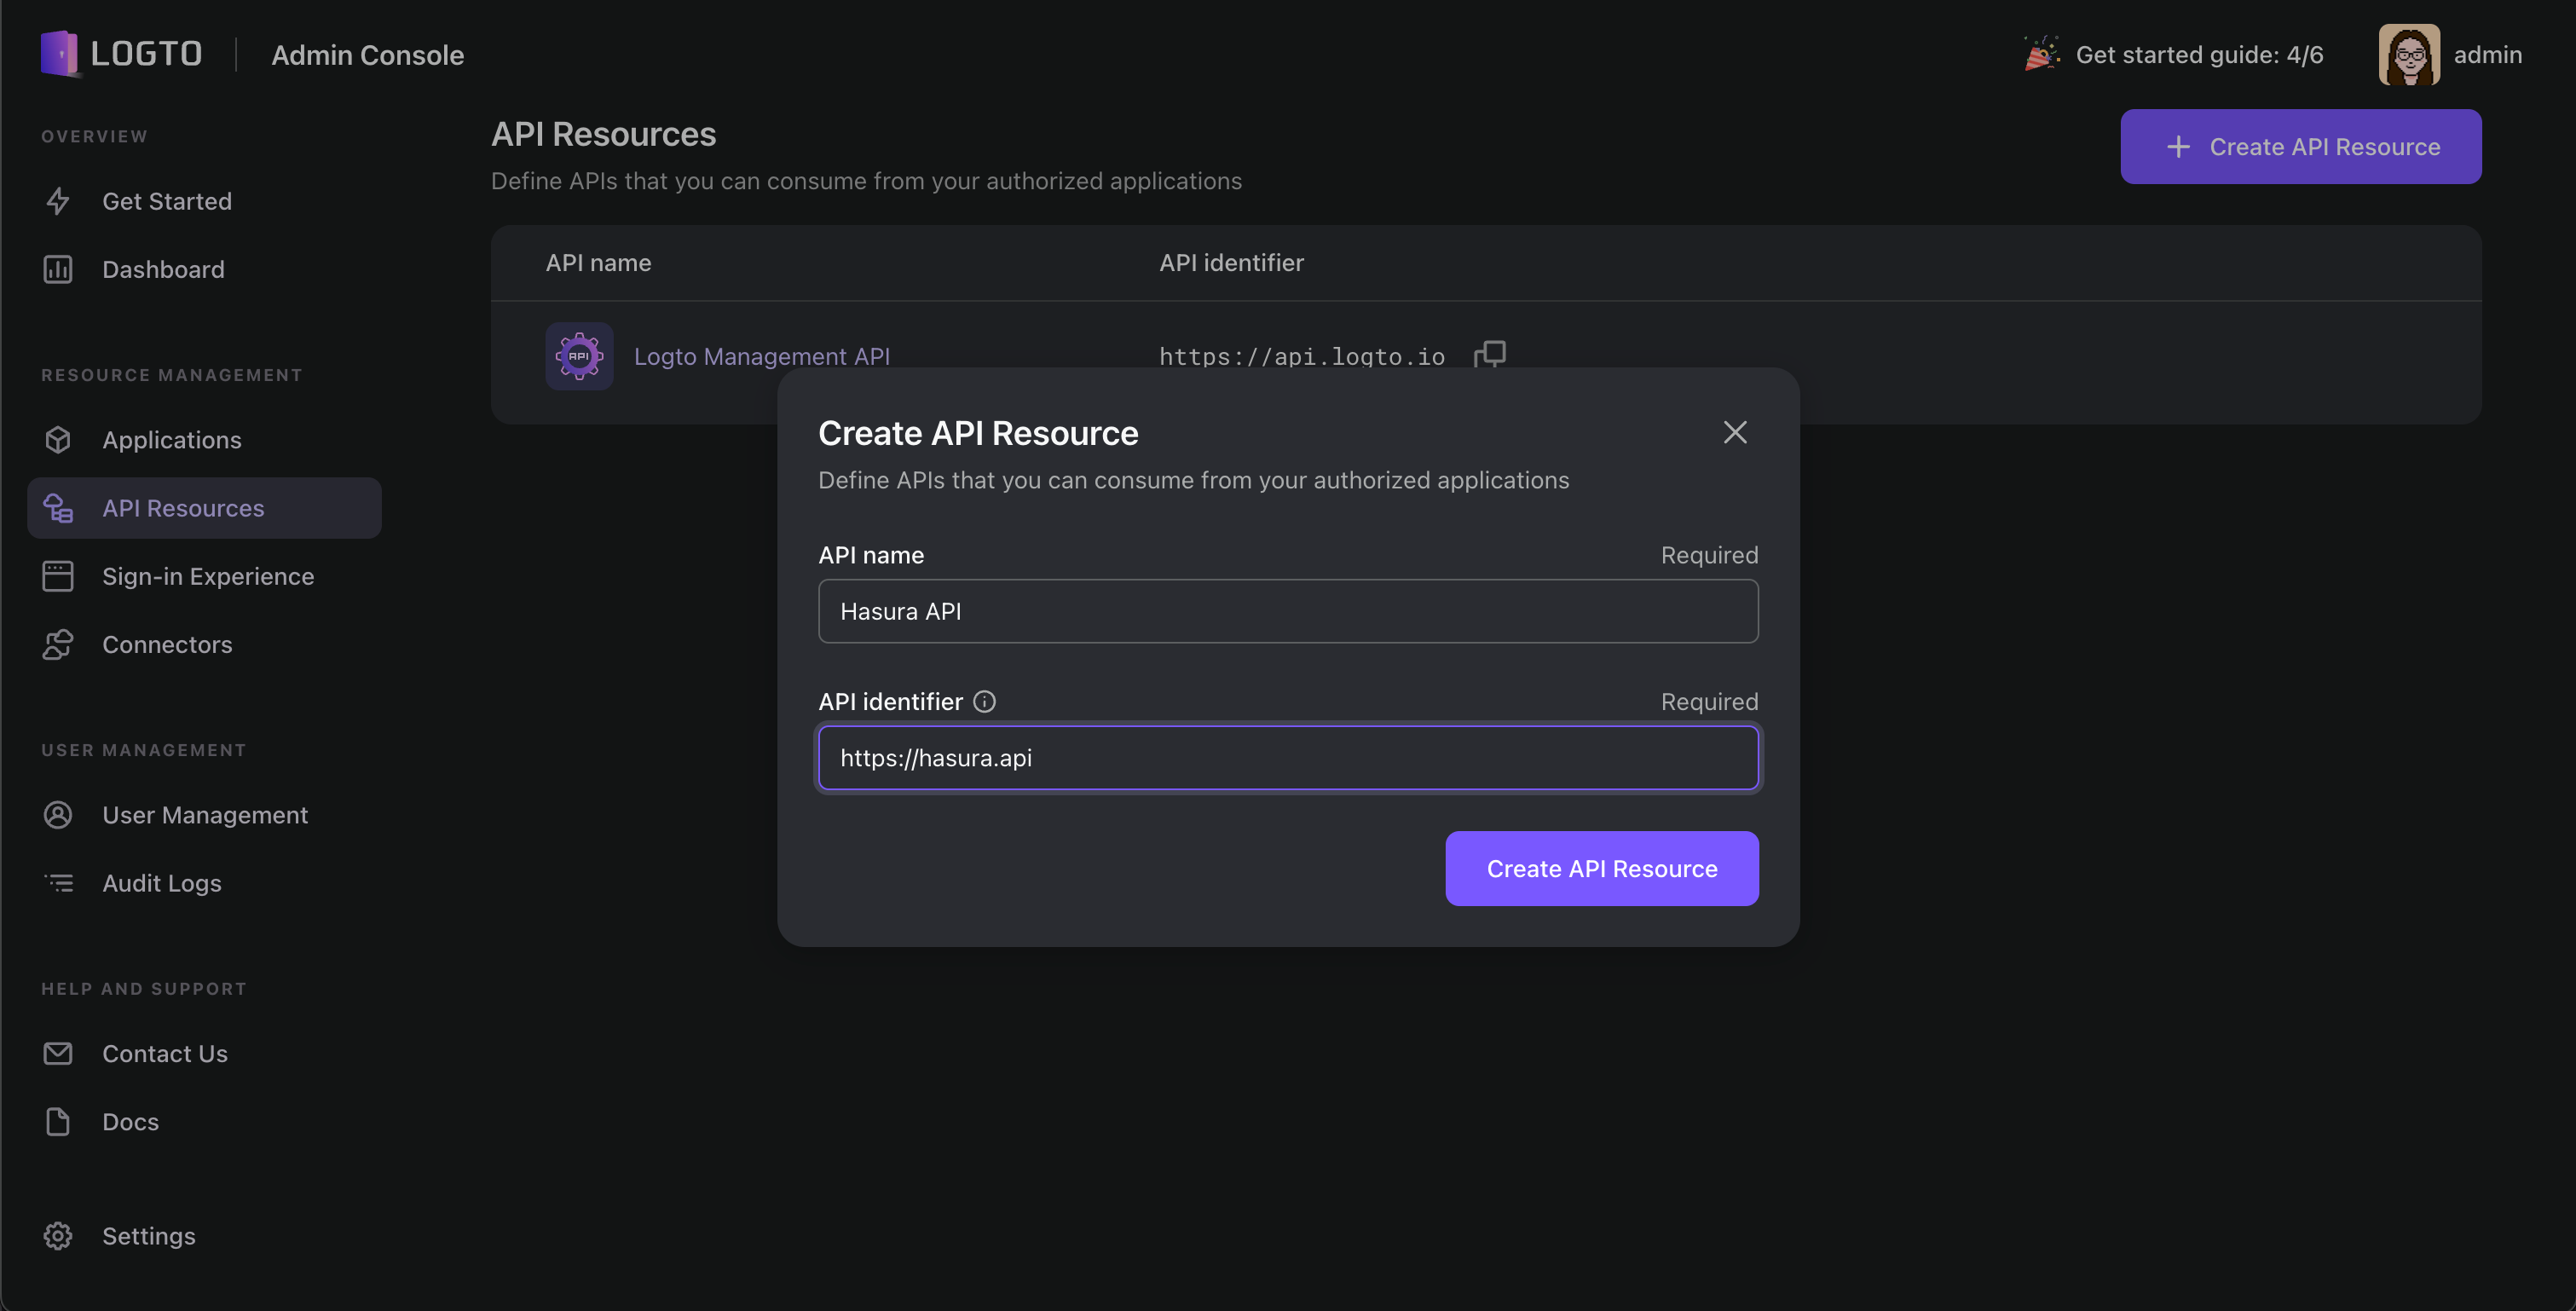 LOGTO
Admin Console
Get started guide: 4/6
admin
OVERVIEW
Get Started
Dashboard
RESOURCE MANAGEMENT
Applications
API Resources
Sign-in Experience
Connectors
USER MANAGEMENT
User Management
Audit Logs
HELP AND SUPPORT
Contact Us
Docs
Settings
API Resources
Define APIs that you can consume from your authorized applications
Create API Resource
API name
API identifier
API
Logto Management API
https://api.logto.io
Create API Resource
Define APIs that you can consume from your authorized applications
API name
Required
Hasura API
API identifier
Required
https://hasura.api
Create API Resource